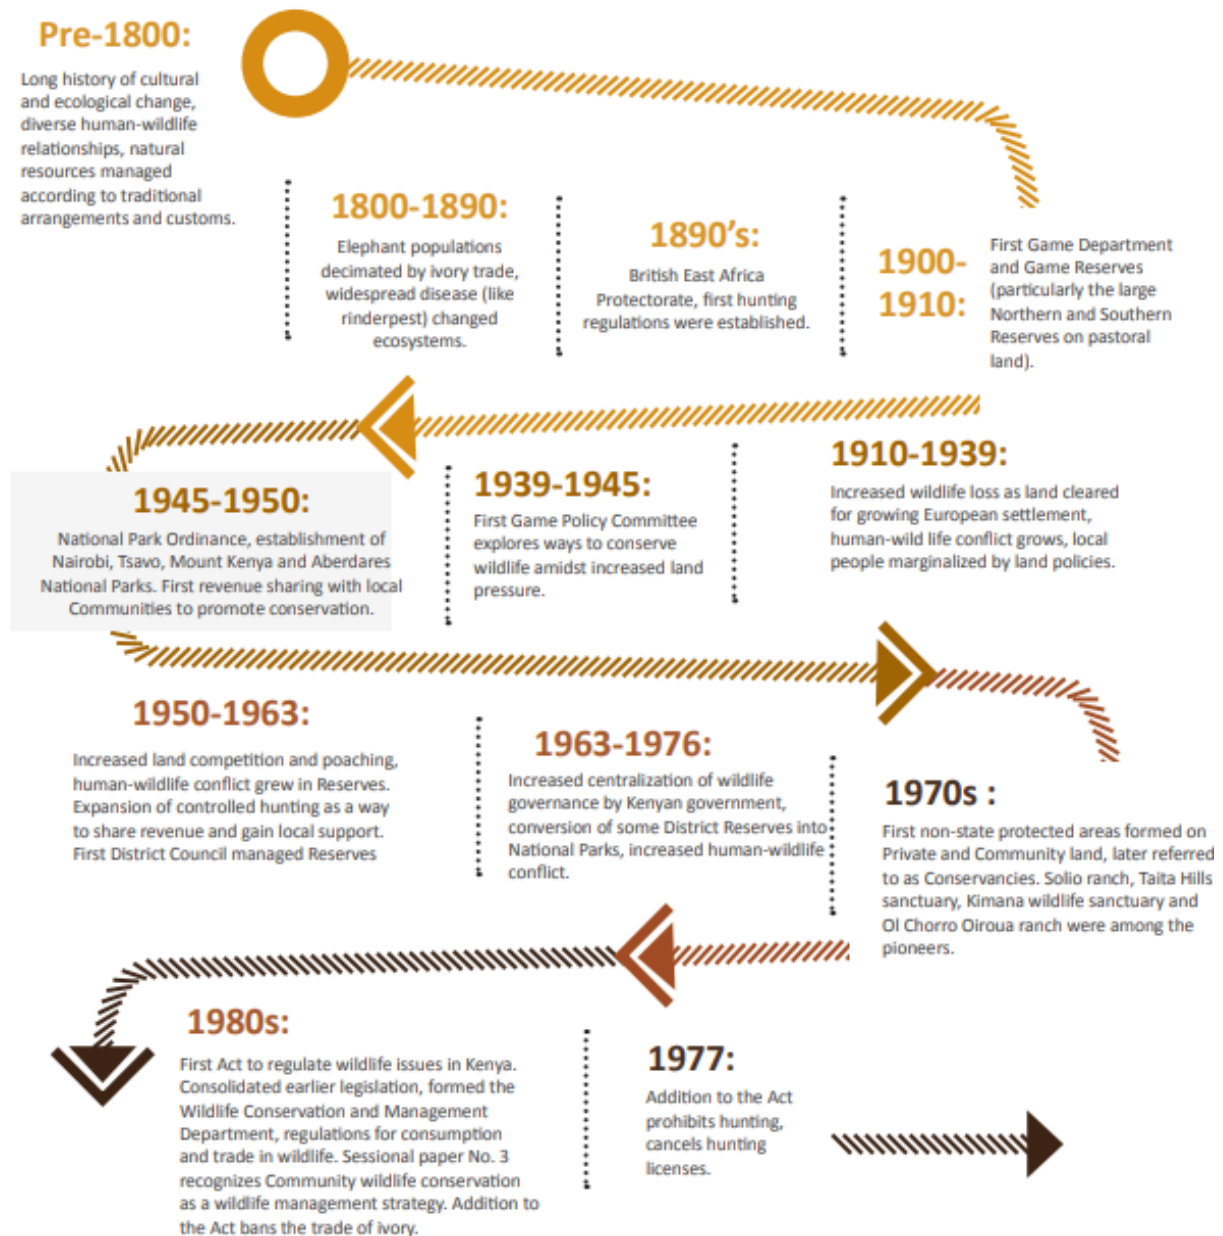 Pre-1800:
Long history of cultural
and ecological change,
diverse human-wildlife
relationships, natural
resources managed
according to traditional
arrangements and customs.
1800-1890:
Elephant populations
decimated by ivory trade,
widespread disease (like
rinderpest) changed
ecosystems.
1890’s:
British East Africa
Protectorate, first hunting
regulations were established.
1900-
1910:
First Game Department
and Game Reserves
(particularly the large
Northern and Southern
Reserves on pastoral
land).
1910-1939:
Increased wildlife loss as land cleared
for growing European settlement,
human-wild life conflict grows, local
people marginalized by land policies.
1939-1945:
First Game Policy Committee
explores ways to conserve
wildlife amidst increased land
pressure.
1945-1950:
National Park Ordinance, establishment of
Nairobi, Tsavo, Mount Kenya and Aberdares
National Parks. First revenue sharing with local
Communities to promote conservation.
1950-1963:
Increased land competition and poaching,
human-wildlife conflict grew in Reserves.
Expansion of controlled hunting as a way
to share revenue and gain local support.
First District Council managed Reserves
1963-1976:
Increased centralization of wildlife
governance by Kenyan government,
conversion of some District Reserves into
National Parks, increased human-wildlife
conflict.
1970s :
First non-state protected areas formed on
Private and Community land, later referred
to as Conservancies. Solio ranch, Taita Hills
sanctuary, Kimana wildlife sanctuary and
Ol Chorro Oiroua ranch were among the
pioneers.
1977:
Addition to the Act
prohibits hunting,
cancels hunting
licenses.
1980s:
First Act to regulate wildlife issues in Kenya.
Consolidated earlier legislation, formed the
Wildlife Conservation and Management
Department, regulations for consumption
and trade in wildlife. Sessional paper No. 3
recognizes Community wildlife conservation
as a wildlife management strategy. Addition to
the Act bans the trade of ivory.